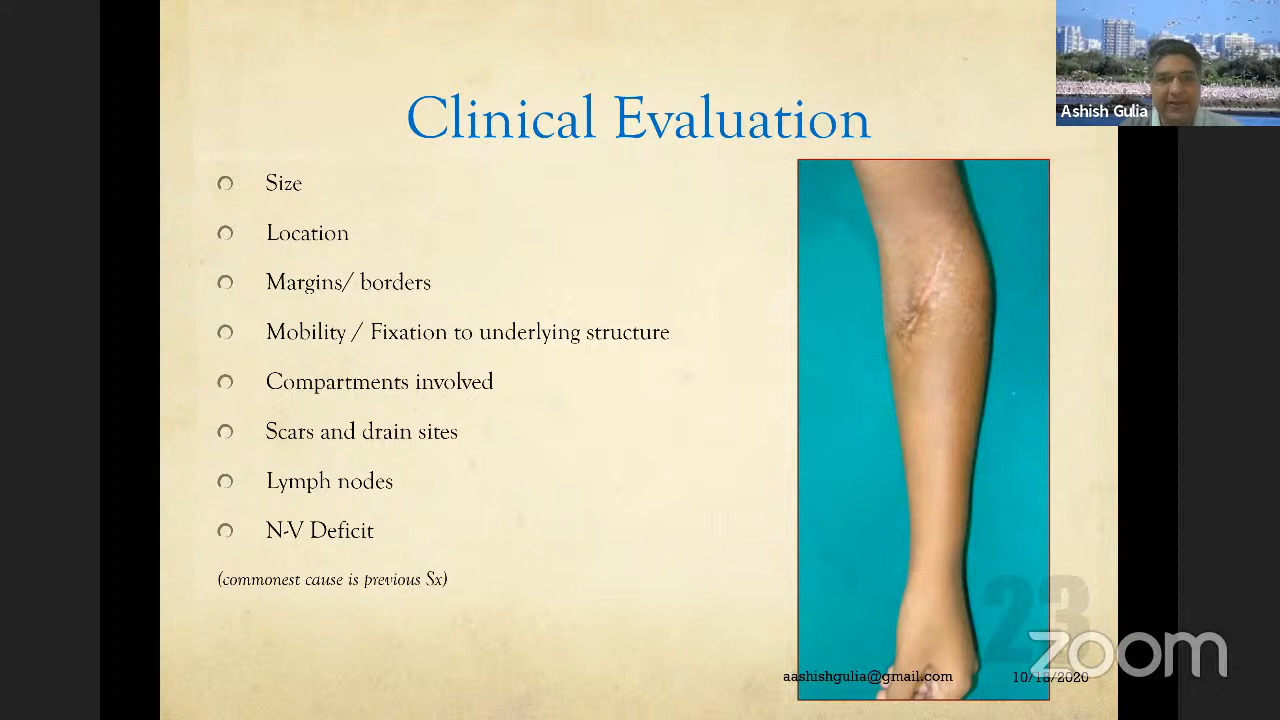 Clinical Evaluation
Ashish Gulia
Size
Location
Margins/ borders
Mobility / Fixation to underlying structure
Compartments involved
Scars and drain sites
Lymph nodes
N-V Deficit
(commonest cause is previous Sx)
23
zoom
aashishgulia@gmail.com
10/18/2020